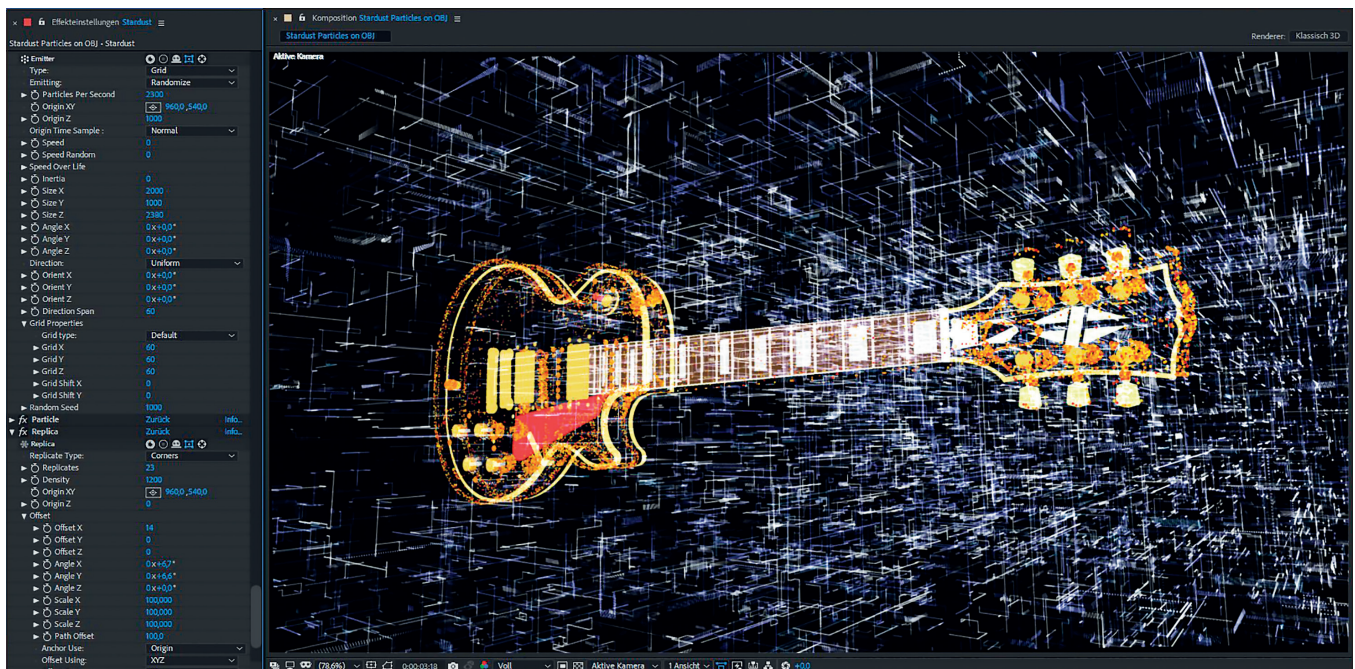 Effekteinstellungen Stardust
Stardust Particles on OBJ • Stardust
Emitter
Type: Grid
Emitting: Randomize
Particles Per Second 2300
Origin XY 960,0 ,540,0
Origin Z 1000
Origin Time Sample : Normal
Speed 0
Speed Random 0
Speed Over Life
Inertia 0
Size X 2000
Size Y 1000
Size Z 2380
Angle X 0x+0,0°
Angle Y 0x+0,0°
Angle Z 0x+0,0°
Direction: Uniform
Orient X 0x+0,0°
Orient Y 0x+0,0°
Orient Z 0x+0,0°
Direction Span 60
Grid Properties
Grid type: Default
Grid X 60
Grid Y 60
Grid Z 60
Grid Shift X 0
Grid Shift Y 0
Random Seed 1000
fx Particle Zurück Info...
fx Replica Zurück Info...
Replica
Replicate Type: Corners
Replicates 23
Density 1200
Origin XY 960,0 ,540,0
Origin Z 0
Offset
Offset X 14
Offset Y 0
Offset Z 0
Angle X 0x+6,7°
Angle Y 0x+6,6°
Angle Z 0x+0,0°
Scale X 100,000
Scale Y 100,000
Scale Z 100,000
Path Offset 100,0
Anchor Use: Origin
Offset Using: XYZ
Komposition Stardust Particles on OBJ
Stardust Particles on OBJ
Renderer: Klassisch 3D
Aktive Kamera
(78,6%) 0:00:03:18 Voll Aktive Kamera 1 Ansicht +0,0